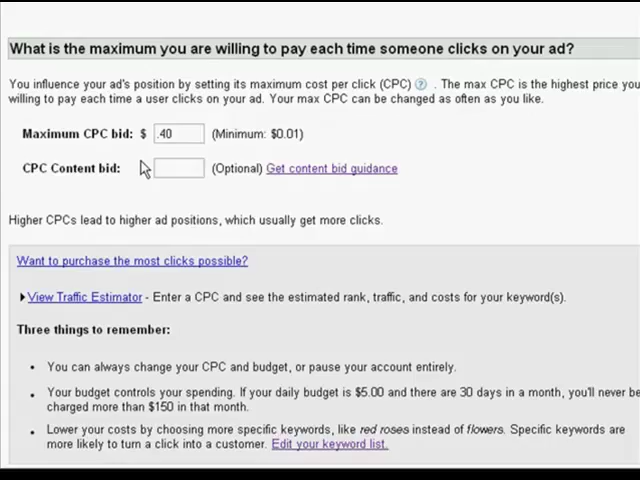 What is the maximum you are willing to pay each time someone clicks on your ad?
You influence your ad's position by setting its maximum cost per click (CPC) ? . The max CPC is the highest price you
willing to pay each time a user clicks on your ad. Your max CPC can be changed as often as you like.
Maximum CPC bid: $ .40 (Minimum: $0.01)
CPC Content bid: (Optional) Get content bid guidance
Higher CPCs lead to higher ad positions, which usually get more clicks.
Want to purchase the most clicks possible?
View Traffic Estimator - Enter a CPC and see the estimated rank, traffic, and costs for your keyword(s).
Three things to remember:
• You can always change your CPC and budget, or pause your account entirely.
• Your budget controls your spending. If your daily budget is $5.00 and there are 30 days in a month, you'll never be
charged more than $150 in that month.
• Lower your costs by choosing more specific keywords, like red roses instead of flowers. Specific keywords are
more likely to turn a click into a customer. Edit your keyword list.